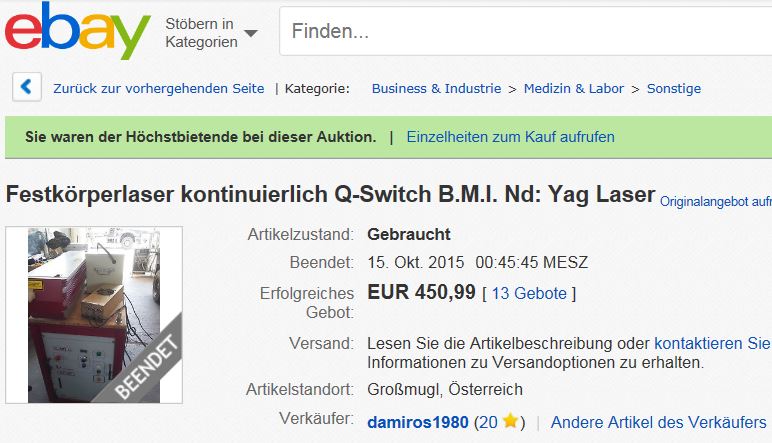 ebay
Stöbern in
Kategorien
Finden...
Zurück zur vorhergehenden Seite | Kategorie: Business & Industrie > Medizin & Labor > Sonstige
Sie waren der Höchstbietende bei dieser Auktion. | Einzelheiten zum Kauf aufrufen
Festkörperlaser kontinuierlich Q-Switch B.M.I. Nd: Yag Laser Originalangebot aufr
Artikelzustand: Gebraucht
Beendet: 15. Okt. 2015 00:45:45 MESZ
Erfolgreiches EUR 450,99 [ 13 Gebote ]
Gebot:
Versand: Lesen Sie die Artikelbeschreibung oder kontaktieren Sie
Informationen zu Versandoptionen zu erhalten.
BEENDET
Artikelstandort: Großmugl, Österreich
Verkäufer: damiros1980 (20 ) | Andere Artikel des Verkäufers